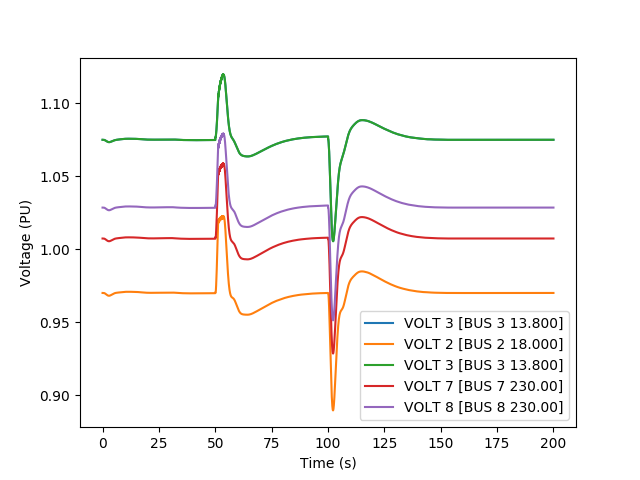 1.10
1.05
1.00
0.95
0.90
Voltage (PU)
VOLT 3 [BUS 3 13.800]
VOLT 2 [BUS 2 18.000]
VOLT 3 [BUS 3 13.800]
VOLT 7 [BUS 7 230.00]
VOLT 8 [BUS 8 230.00]
0 25 50 75 100 125 150 175 200
Time (s)